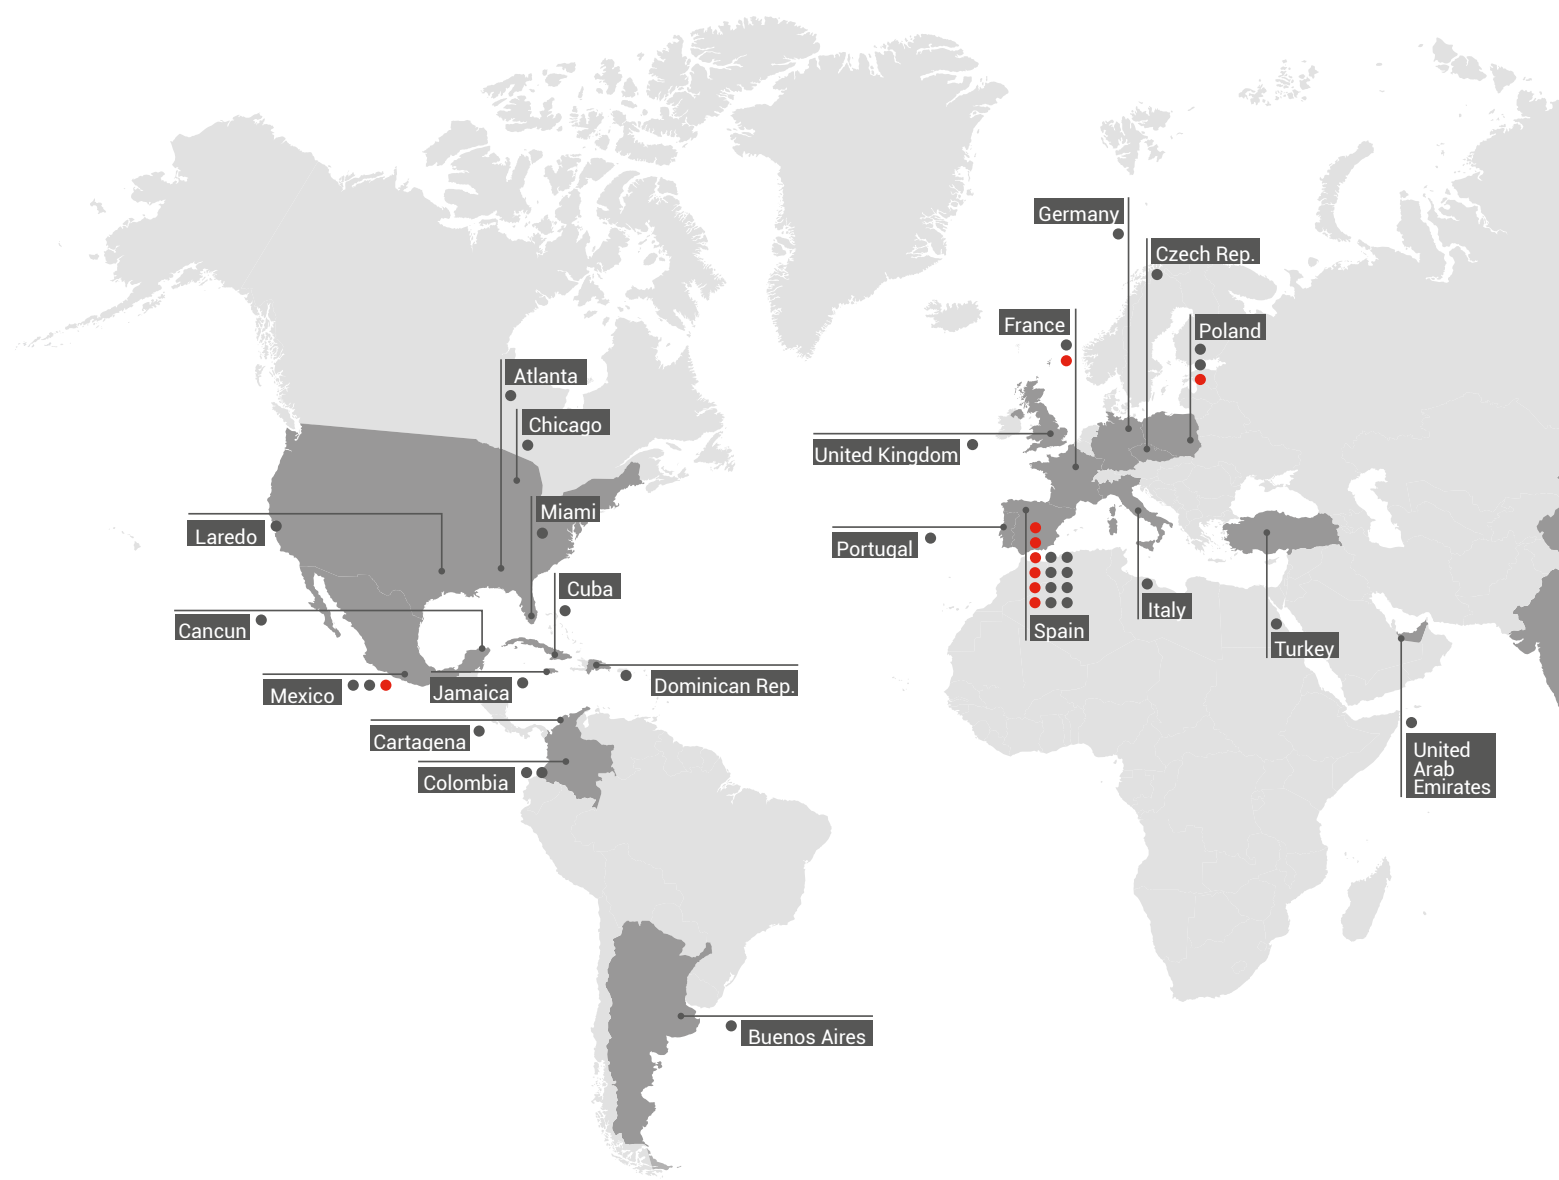 Germany
Czech Rep.
France
Poland
Atlanta
Chicago
United Kingdom
Miami
Laredo
Portugal
Cuba
Italy
Cancun
Spain
Turkey
Mexico
Jamaica
Dominican Rep.
Cartagena
United
Arab
Emirates
Colombia
Buenos Aires